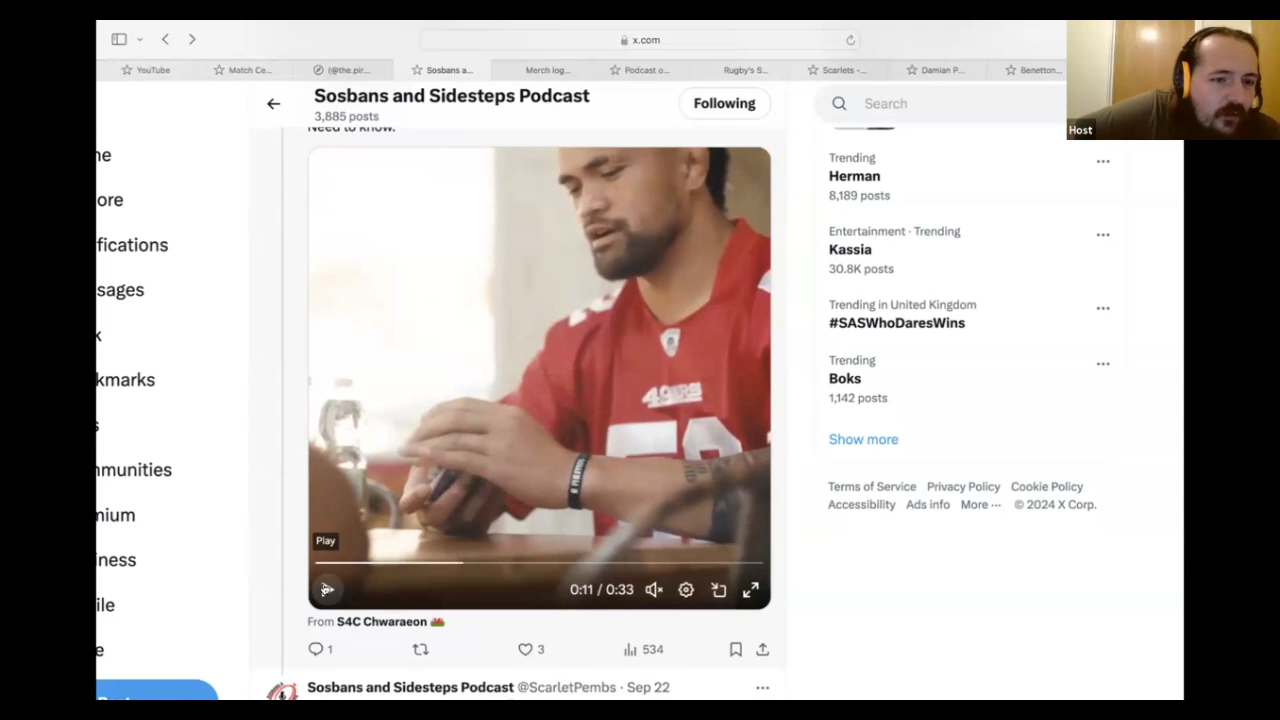 x.com
YouTube
Match Ce...
(@the.pir...
Sosbans a...
Merch log...
Podcast o...
Rugby's S...
Scarlets -...
Damian P...
Benetton...
Host
Sosbans and Sidesteps Podcast
3,885 posts
Following
Search
Need to know.
me
ore
fications
sages
k
kmarks
s
mmunities
mium
iness
file
e
49ERS
Play
0:11 / 0:33
From S4C Chwaraeon
1
3
534
Sosbans and Sidesteps Podcast @ScarletPembs · Sep 22
Trending
Herman
8,189 posts
Entertainment · Trending
Kassia
30.8K posts
Trending in United Kingdom
#SASWhoDaresWins
Trending
Boks
1,142 posts
Show more
Terms of Service Privacy Policy Cookie Policy
Accessibility Ads info More ··· © 2024 X Corp.